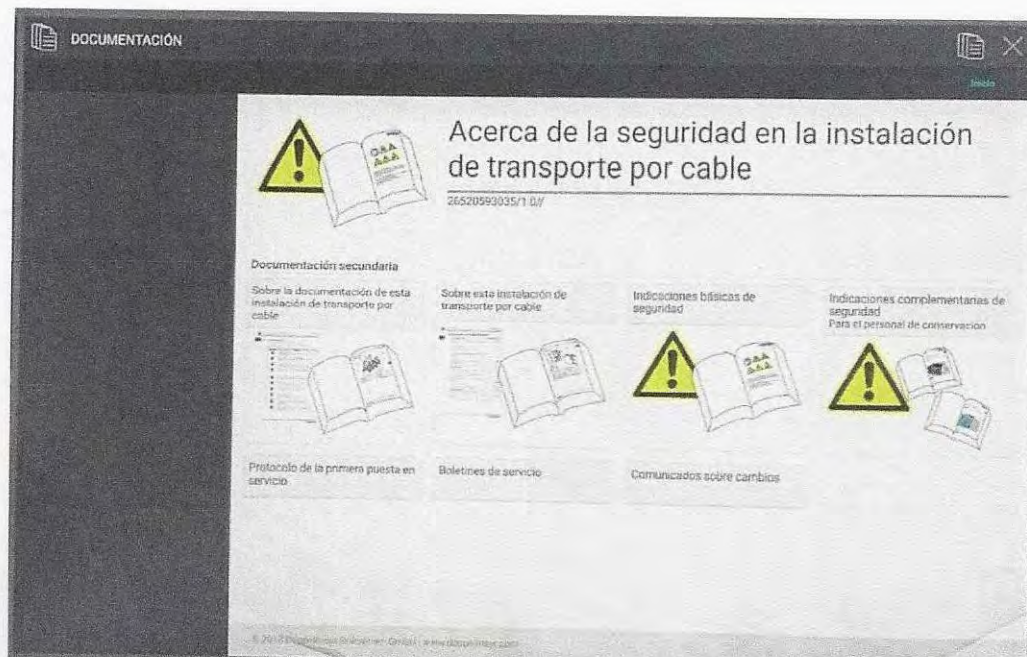 DOCUMENTACIÓN
Inicio
Acerca de la seguridad en la instalación
de transporte por cable
26520593035/1.0//
Documentación secundaria
Sobre la documentación de esta
instalación de transporte por
cable
Sobre esta instalación de
transporte por cable
Indicaciones básicas de
seguridad
Indicaciones complementarias de
seguridad
Para el personal de conservación
Protocolo de la primera puesta en
servicio
Boletines de servicio
Comunicados sobre cambios